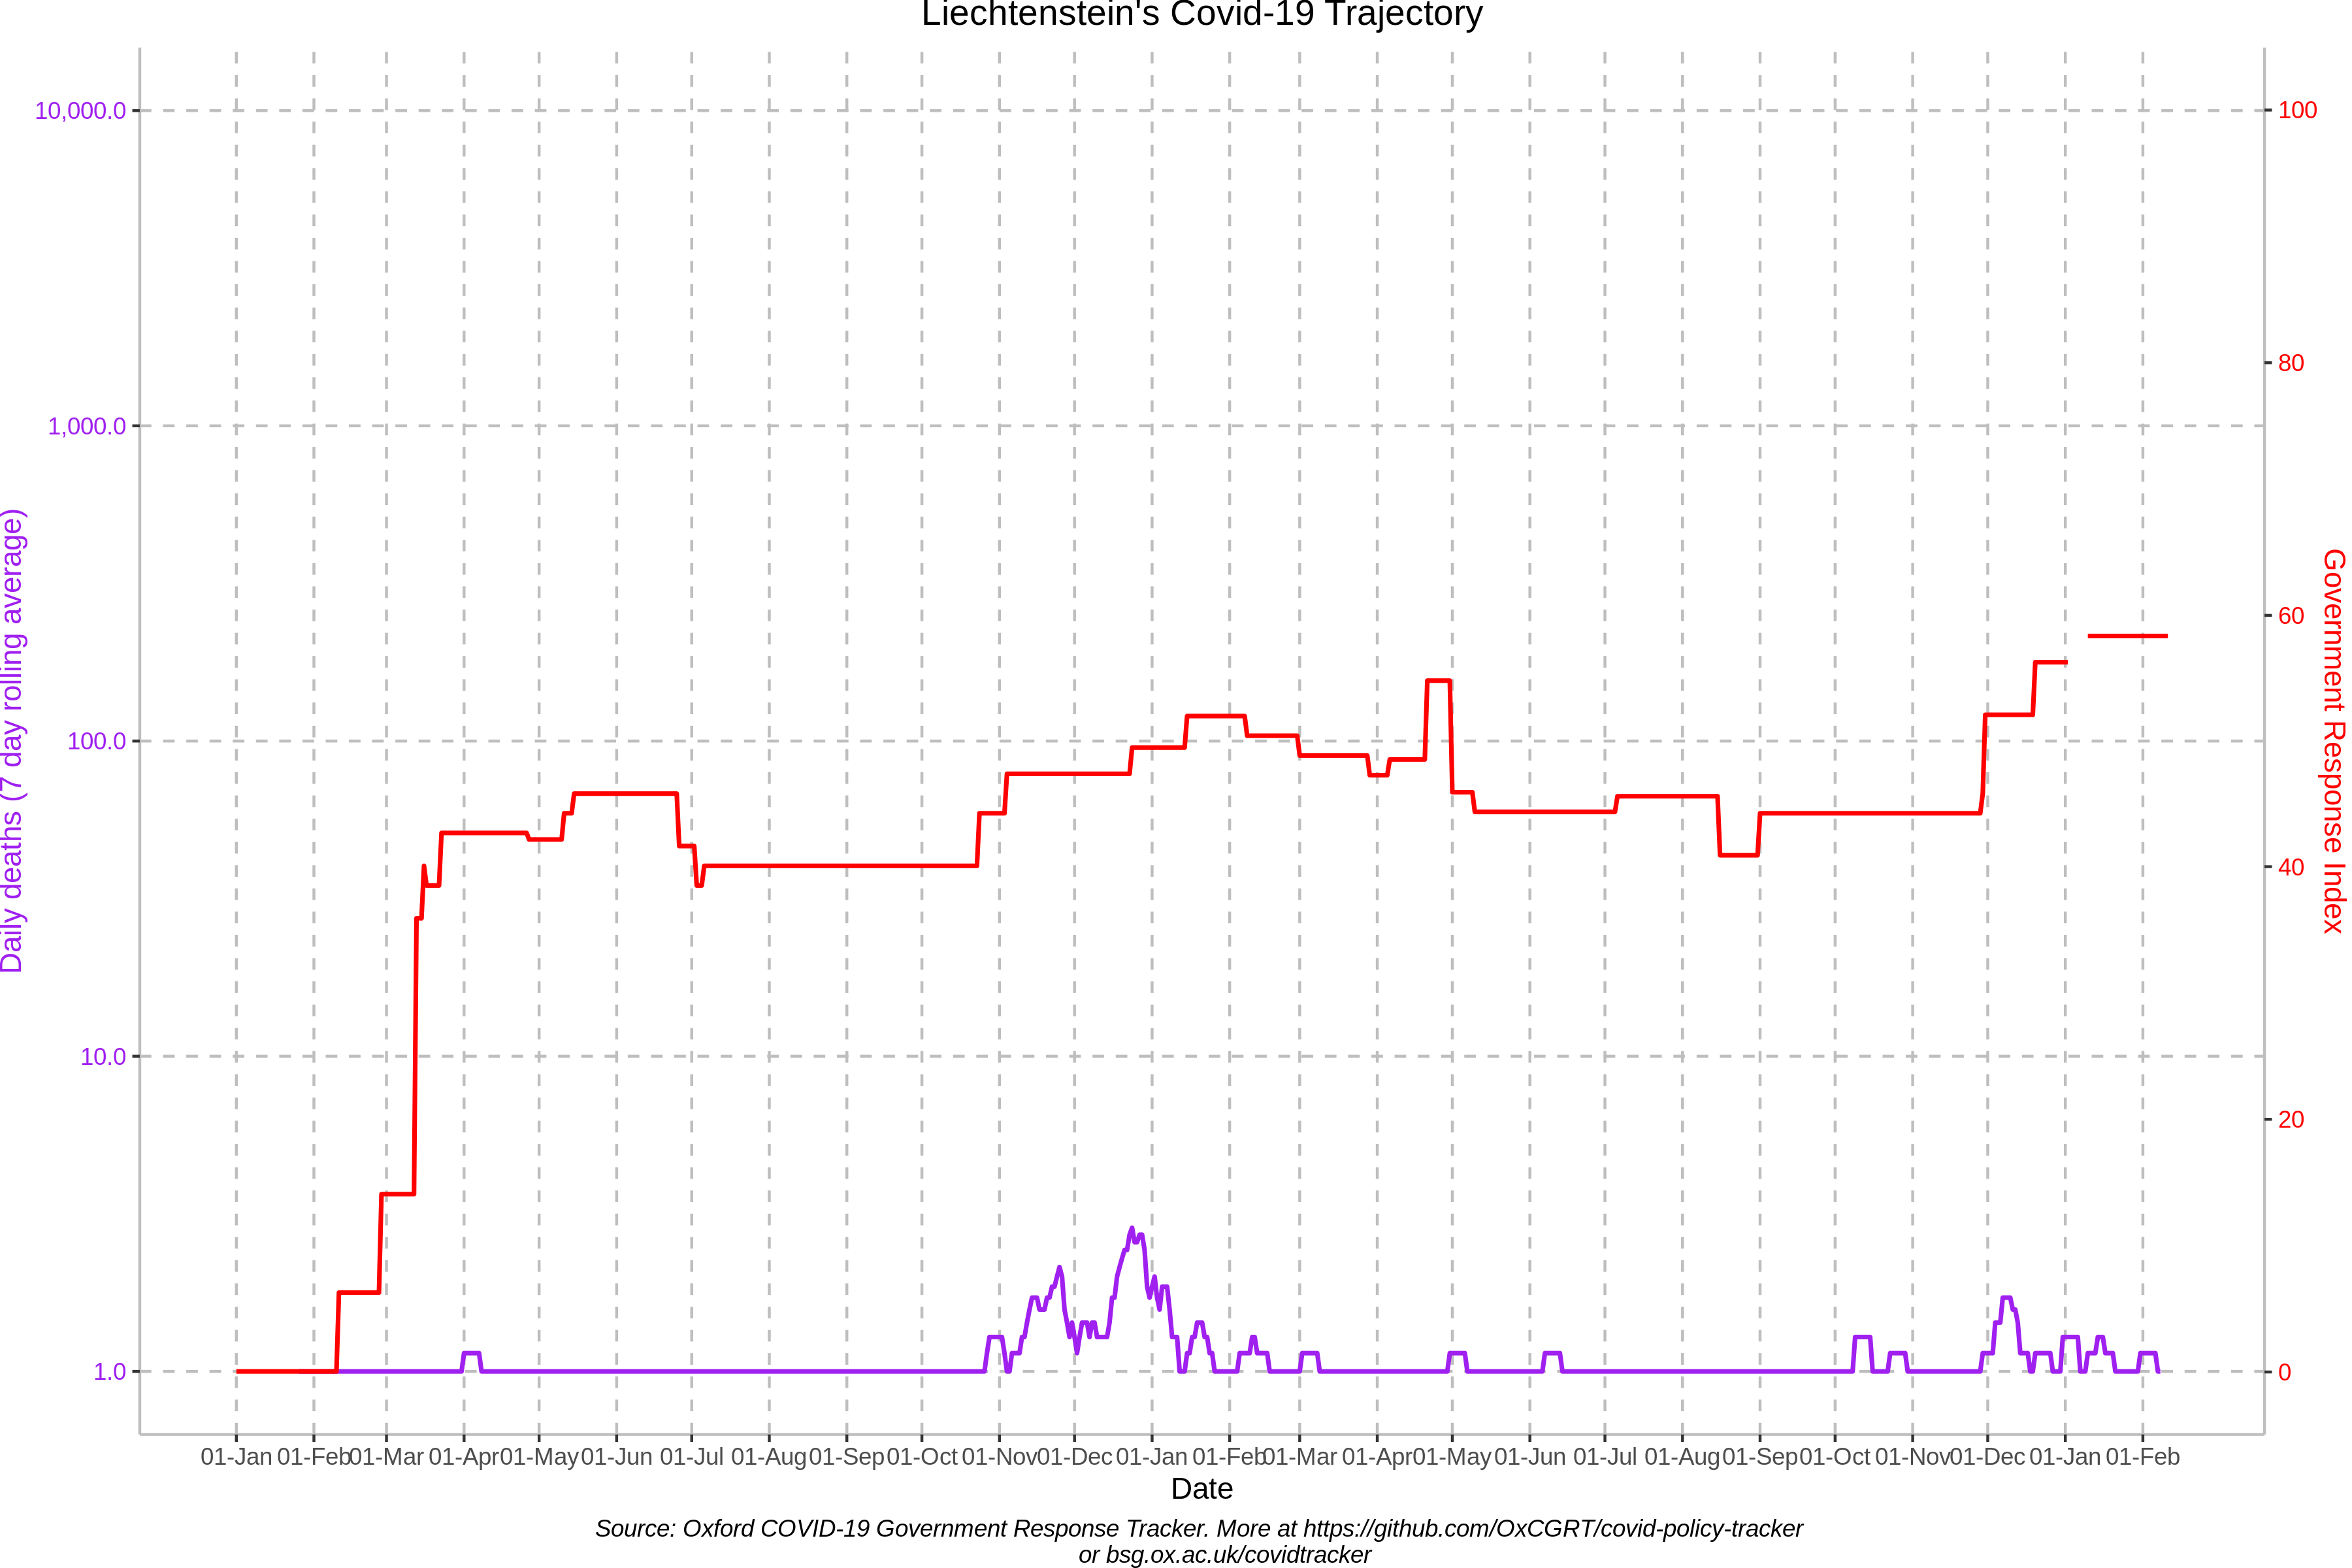 Liechtenstein's Covid-19 Trajectory
10,000.0
1,000.0
100.0
10.0
1.0
Daily deaths (7 day rolling average)
100
80
60
40
20
0
Government Response Index
01-Jan 01-Feb 01-Mar 01-Apr 01-May 01-Jun 01-Jul 01-Aug 01-Sep 01-Oct 01-Nov 01-Dec 01-Jan 01-Feb 01-Mar 01-Apr 01-May 01-Jun 01-Jul 01-Aug 01-Sep 01-Oct 01-Nov 01-Dec 01-Jan 01-Feb
Date
Source: Oxford COVID-19 Government Response Tracker. More at https://github.com/OxCGRT/covid-policy-tracker
or bsg.ox.ac.uk/covidtracker